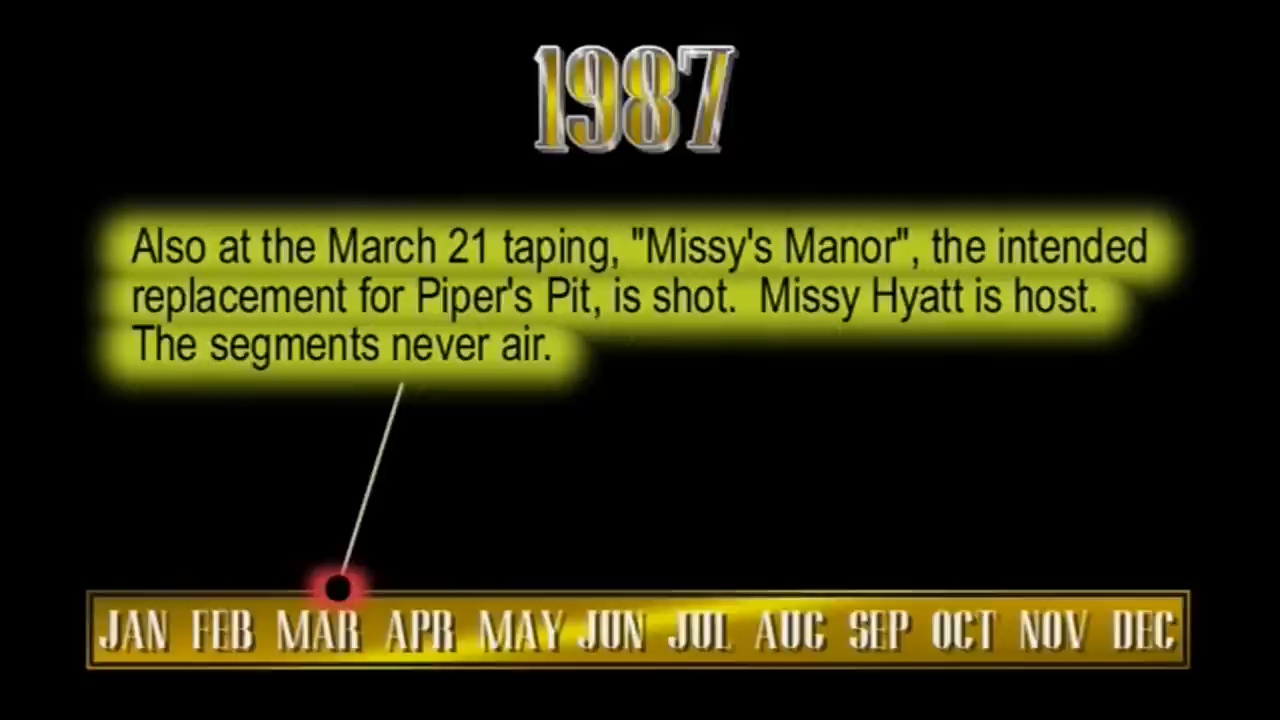 1987
Also at the March 21 taping, "Missy's Manor", the intended
replacement for Piper's Pit, is shot.  Missy Hyatt is host.
The segments never air.
JAN FEB MAR APR MAY JUN JUL AUG SEP OCT NOV DEC